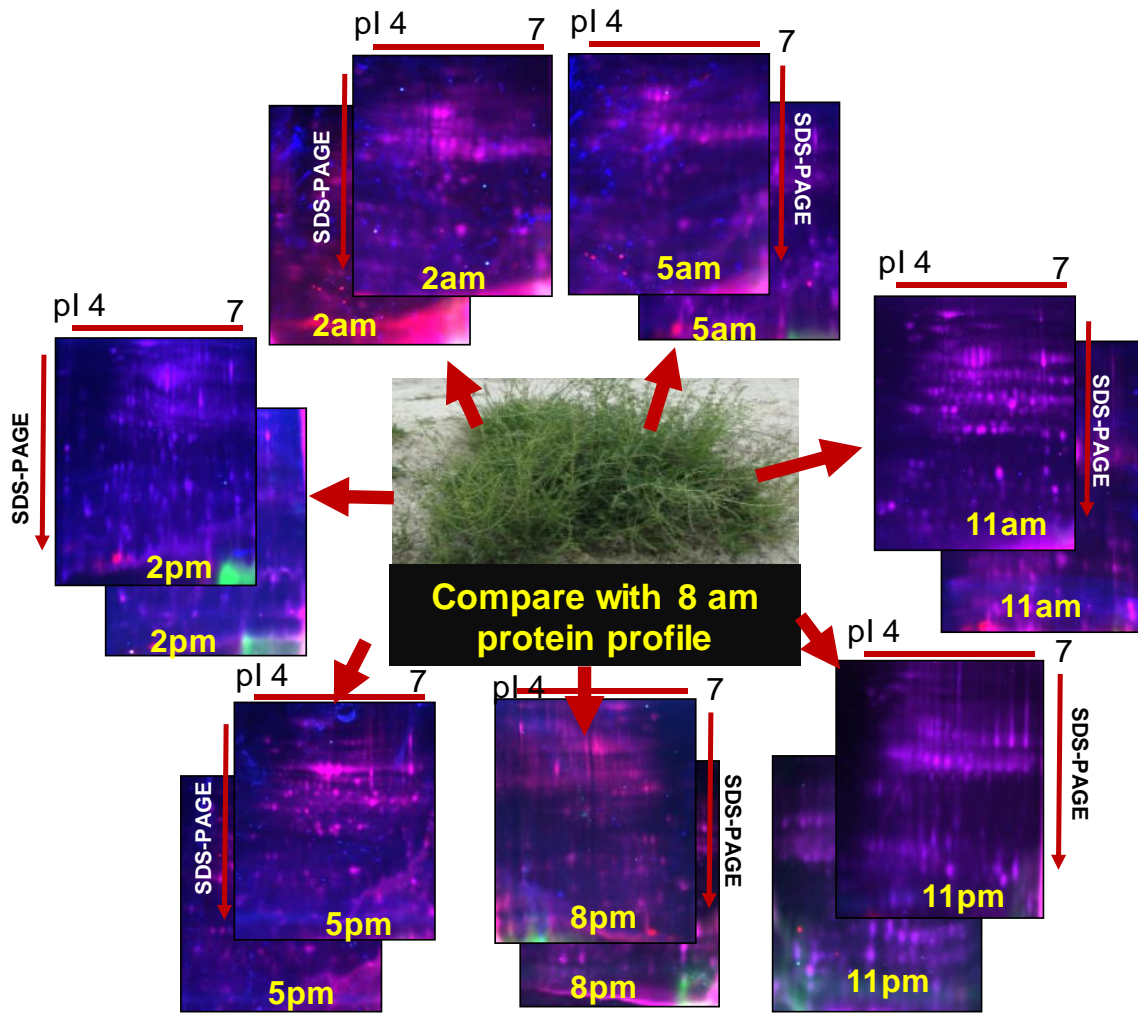 pI 4 7
SDS-PAGE
2am
2am
pI 4 7
SDS-PAGE
5am
5am
pI 4 7
SDS-PAGE
2pm
2pm
pI 4 7
SDS-PAGE
11am
11am
Compare with 8 am
protein profile
pI 4 7
SDS-PAGE
5pm
5pm
pI 4 7
SDS-PAGE
8pm
8pm
pI 4 7
SDS-PAGE
11pm
11pm